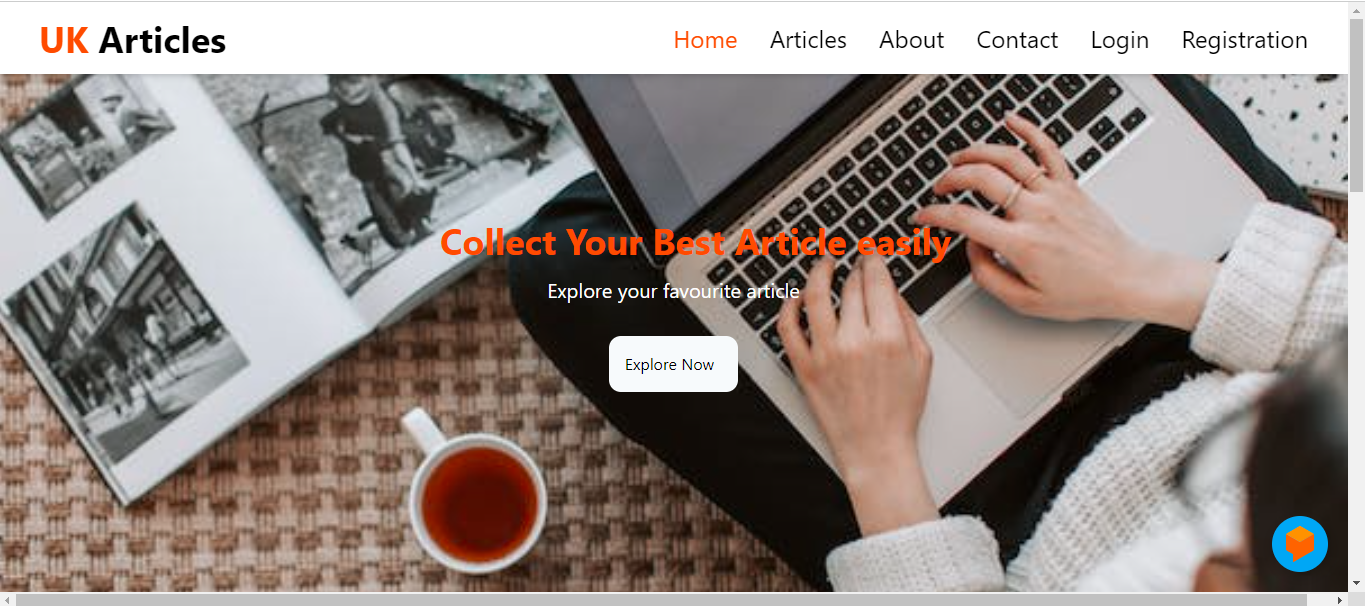 UK Articles
Home Articles About Contact Login Registration
Collect Your Best Article easily
Explore your favourite article
Explore Now